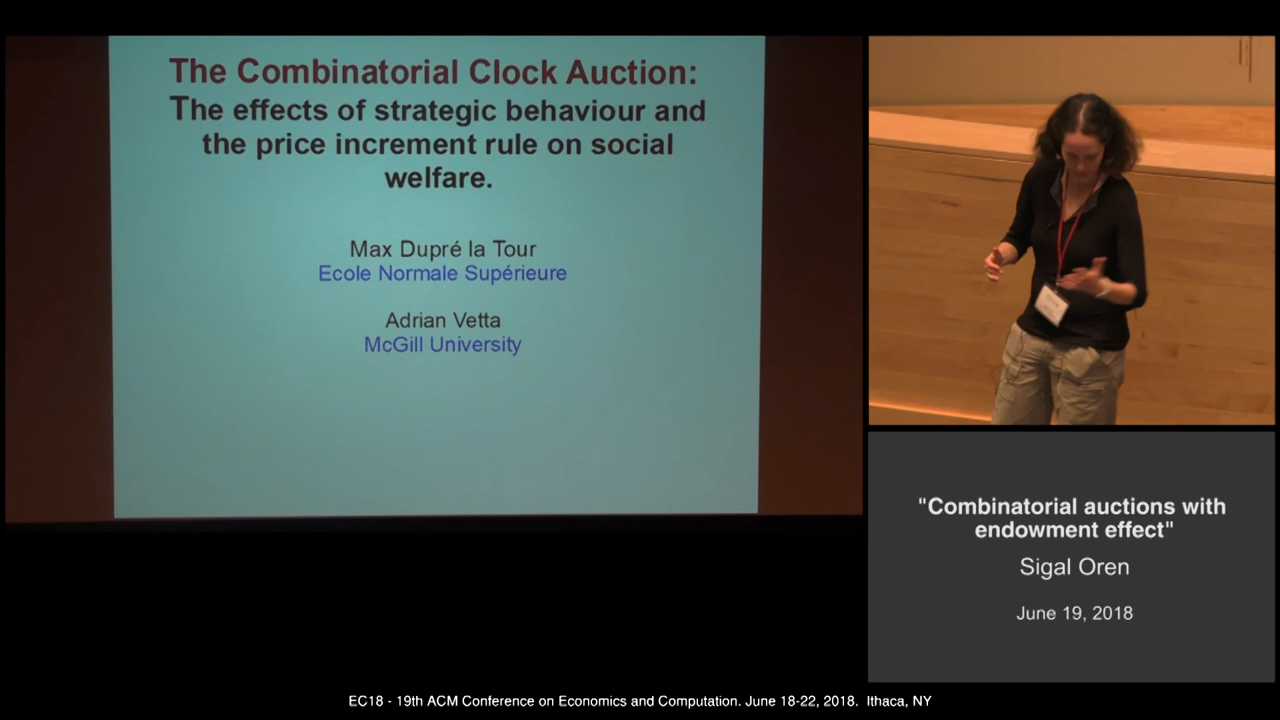 The Combinatorial Clock Auction:
The effects of strategic behaviour and
the price increment rule on social
welfare.
Max Dupré la Tour
Ecole Normale Supérieure
Adrian Vetta
McGill University
"Combinatorial auctions with
endowment effect"
Sigal Oren
June 19, 2018
EC18 - 19th ACM Conference on Economics and Computation. June 18-22, 2018.  Ithaca, NY